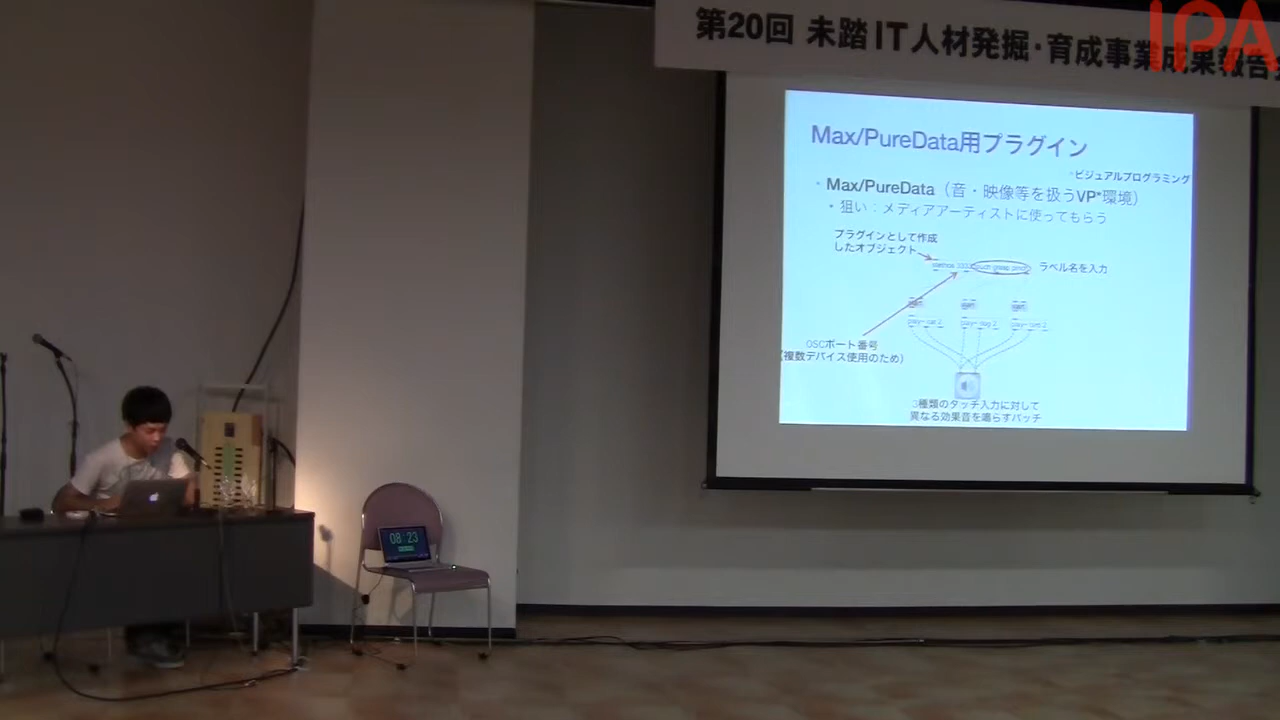 IPA
第20回 未踏IT人材発掘・育成事業成果報告会
Max/PureData用プラグイン
*ビジュアルプログラミング
・Max/PureData（音・映像等を扱うVP*環境）
・狙い：メディアアーティストに使ってもらう
プラグインとして作成
したオブジェクト
ラベル名を入力
play~ cat 2
OSCポート番号
（複数デバイス使用のため）
3種類のタッチ入力に対して
異なる効果音を鳴らすパッチ
08:23